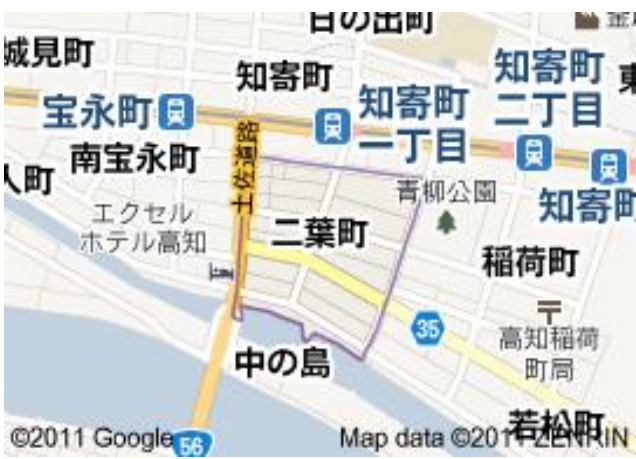 日の出町
城見町
知寄町
知寄町
二丁目
宝永町
知寄町
一丁目
土佐道路
南宝永町
人町
青柳公園
知寄町
エクセル
ホテル高知
二葉町
稲荷町
35
高知稲荷
町局
中の島
若松町
©2011 Google
56
Map data ©2011 ZENRIN